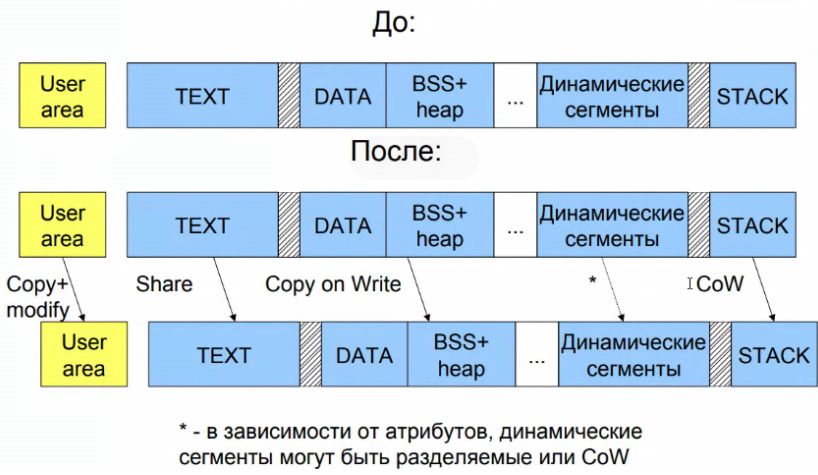 До:
User
area
TEXT
DATA
BSS+
heap
...
Динамические
сегменты
STACK
После:
User
area
TEXT
DATA
BSS+
heap
...
Динамические
сегменты
STACK
Copy+
modify
Share
Copy on Write
*
CoW
User
area
TEXT
DATA
BSS+
heap
...
Динамические
сегменты
STACK
* - в зависимости от атрибутов, динамические
сегменты могут быть разделяемые или CoW